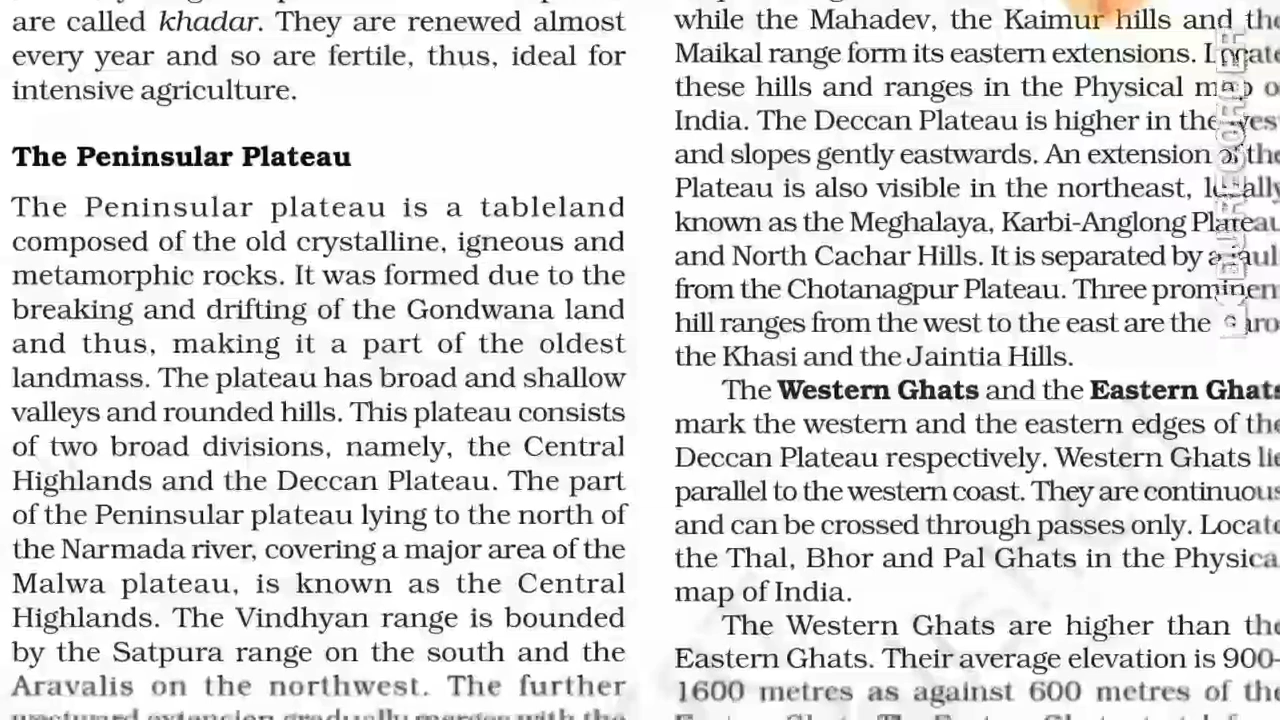 are called khadar. They are renewed almost
every year and so are fertile, thus, ideal for
intensive agriculture.
The Peninsular Plateau
The Peninsular plateau is a tableland
composed of the old crystalline, igneous and
metamorphic rocks. It was formed due to the
breaking and drifting of the Gondwana land
and thus, making it a part of the oldest
landmass. The plateau has broad and shallow
valleys and rounded hills. This plateau consists
of two broad divisions, namely, the Central
Highlands and the Deccan Plateau. The part
of the Peninsular plateau lying to the north of
the Narmada river, covering a major area of the
Malwa plateau, is known as the Central
Highlands. The Vindhyan range is bounded
by the Satpura range on the south and the
Aravalis on the northwest. The further
extension gradually merges with the
while the Mahadev, the Kaimur hills and the
Maikal range form its eastern extensions.
these hills and ranges in the Physical map
India. The Deccan Plateau is higher in the
and slopes gently eastwards. An extension of the
Plateau is also visible in the northeast,
known as the Meghalaya, Karbi-Anglong
and North Cachar Hills. It is separated by a
from the Chotanagpur Plateau. Three
hill ranges from the west to the east are the
the Khasi and the Jaintia Hills.
The Western Ghats and the Eastern Ghats
mark the western and the eastern edges of the
Deccan Plateau respectively. Western Ghats lie
parallel to the western coast. They are continuous
and can be crossed through passes only.
the Thal, Bhor and Pal Ghats in the
map of India.
The Western Ghats are higher than the
Eastern Ghats. Their average elevation is 900-
1600 metres as against 600 metres of the